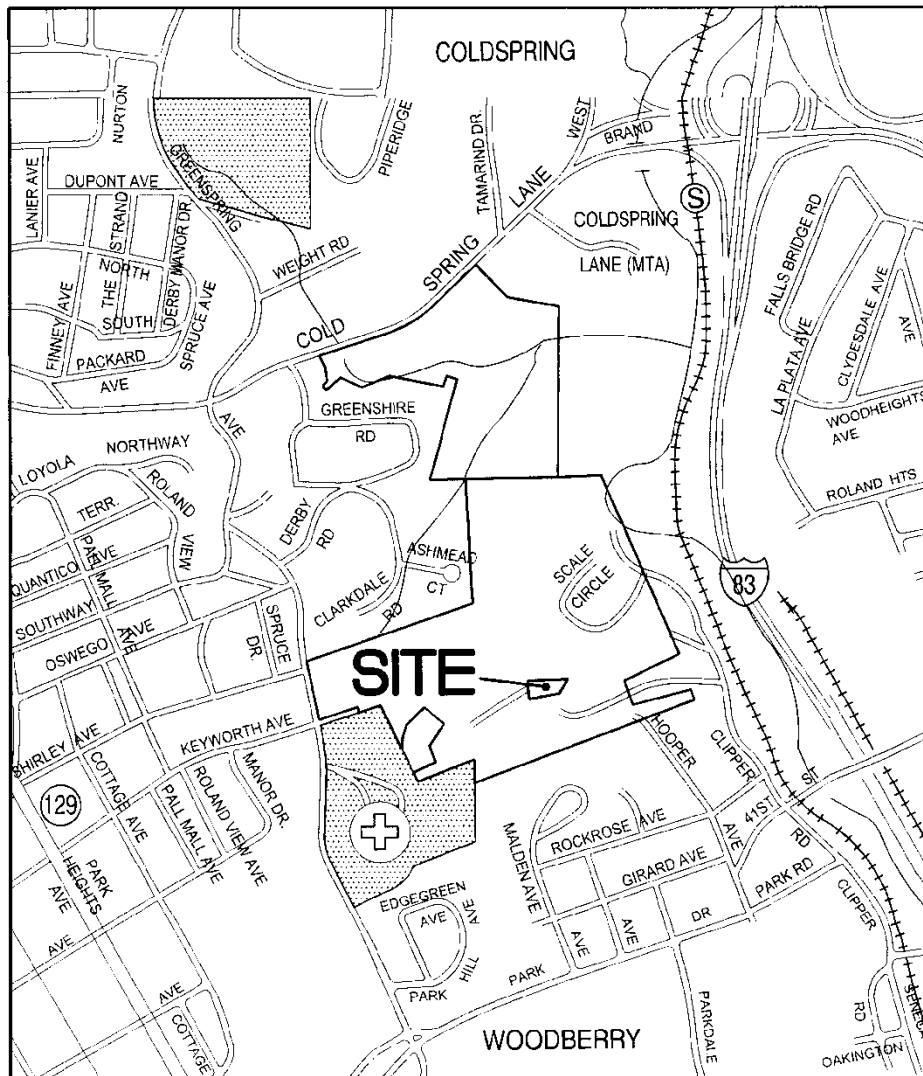 COLDSPRING
NURTON
PIPERIDGE
TAMARIND DR.
WEST
BRAND
LANIER AVE
DUPONT AVE
GREENSPRING
THE STRAND
DERBY MANOR DR.
NORTH
SOUTH
FINNEY AVE
PACKARD
AVE
SPRUCE AVE
WEIGHT RD
COLD SPRING LANE
COLDSPRING
LANE (MTA)
S
FALLS BRIDGE RD
LA PLATA AVE
CLYDESDALE AVE
AVE
WOODHEIGHTS
AVE
ROLAND HTS
GREENSHIRE
RD
AVE
LOYOLA NORTHWAY
ROLAND
VIEW
TERR.
PALL MALL
AVE
QUANTICO AVE
SOUTHWAY
OSWEGO AVE
DERBY
RD
CLARKDALE
RD
ASHMEAD
CT
SCALE
CIRCLE
83
SPRUCE
DR.
SITE
SHIRLEY AVE
KEYWORTH AVE
129
COTTAGE
AVE
PALL MALL AVE
ROLAND VIEW AVE
MANOR DR.
PARK
HEIGHTS
AVE
HOOPER
AVE
CLIPPER
RD
41ST
ST
MALDEN AVE
ROCKROSE AVE
GIRARD AVE
PARK RD
CLIPPER
RD
EDGEGREEN
AVE
HILL
AVE
PARK
AVE
AVE
PARK
DR
AVE
AVE
COTTAGE
WOODBERRY
PARKDALE
SENECA
OAKINGTON